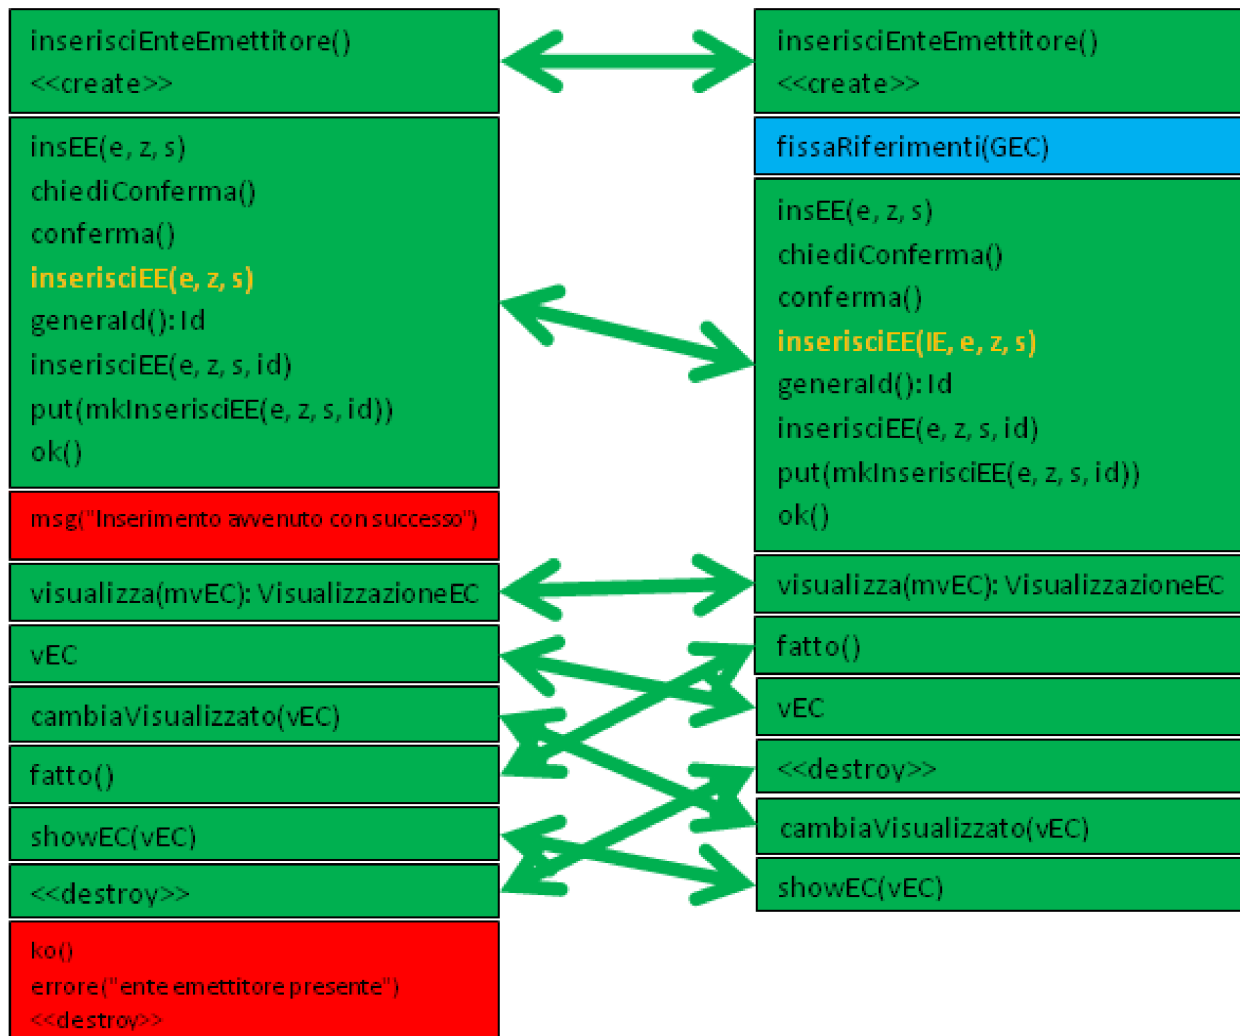 inserisciEnteEmettitore()
<<create>>
insEE(e, z, s)
chiediConferma()
conferma()
inserisciEE(e, z, s)
generaId(): Id
inserisciEE(e, z, s, id)
put(mkInserisciEE(e, z, s, id))
ok()
msg("Inserimento avvenuto con successo")
visualizza(mvEC): VisualizzazioneEC
vEC
cambiaVisualizzato(vEC)
fatto()
showEC(vEC)
<<destroy>>
ko()
errore("ente emettitore presente")
<<destroy>>
inserisciEnteEmettitore()
<<create>>
fissaRiferimenti(GEC)
insEE(e, z, s)
chiediConferma()
conferma()
inserisciEE(IE, e, z, s)
generaId(): Id
inserisciEE(e, z, s, id)
put(mkInserisciEE(e, z, s, id))
ok()
visualizza(mvEC): VisualizzazioneEC
fatto()
vEC
<<destroy>>
cambiaVisualizzato(vEC)
showEC(vEC)